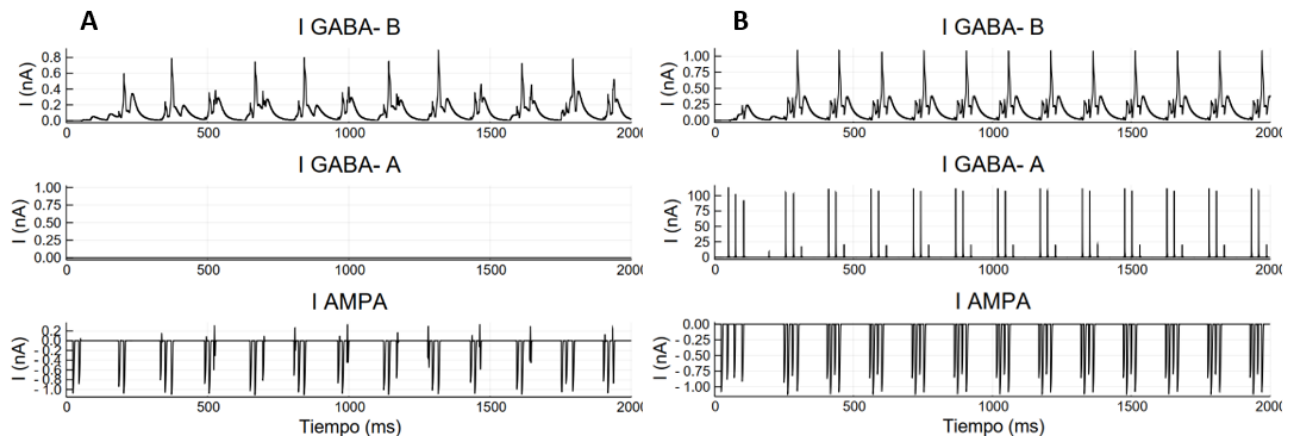 A
I GABA- B
I (nA)
0.8
0.6
0.4
0.2
0.0
0 500 1000 1500 2000
I GABA- A
I (nA)
1.00
0.75
0.50
0.25
0.00
0 500 1000 1500 2000
I AMPA
I (nA)
0.2
0.0
- 0.2
- 0.4
- 0.6
- 0.8
- 1.0
0 500 1000 1500 2000
Tiempo (ms)
B
I GABA- B
I (nA)
1.00
0.75
0.50
0.25
0.00
0 500 1000 1500 2000
I GABA- A
I (nA)
100
75
50
25
0
0 500 1000 1500 2000
I AMPA
I (nA)
0.00
- 0.25
- 0.50
- 0.75
- 1.00
0 500 1000 1500 2000
Tiempo (ms)